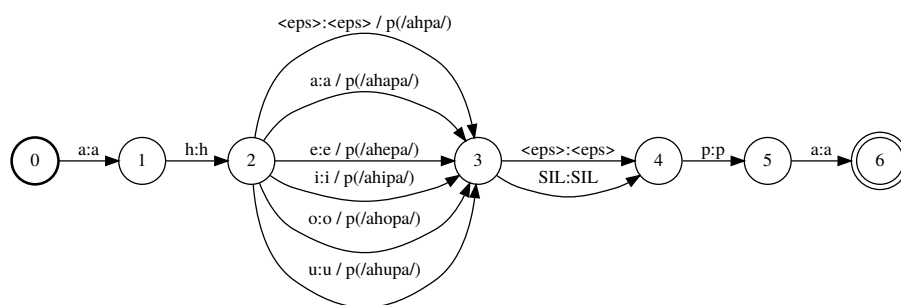 <eps>:<eps> / p(/ahpa/)
a:a / p(/ahapa/)
0 a:a 1 h:h 2 e:e / p(/ahepa/) 3 <eps>:<eps> 4 p:p 5 a:a 6
i:i / p(/ahipa/) SIL:SIL
o:o / p(/ahopa/)
u:u / p(/ahupa/)